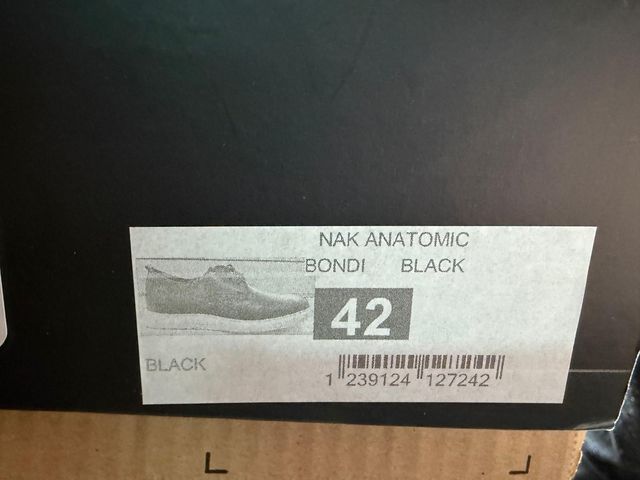 NAK ANATOMIC
BONDI BLACK
42
BLACK
1 239124 127242